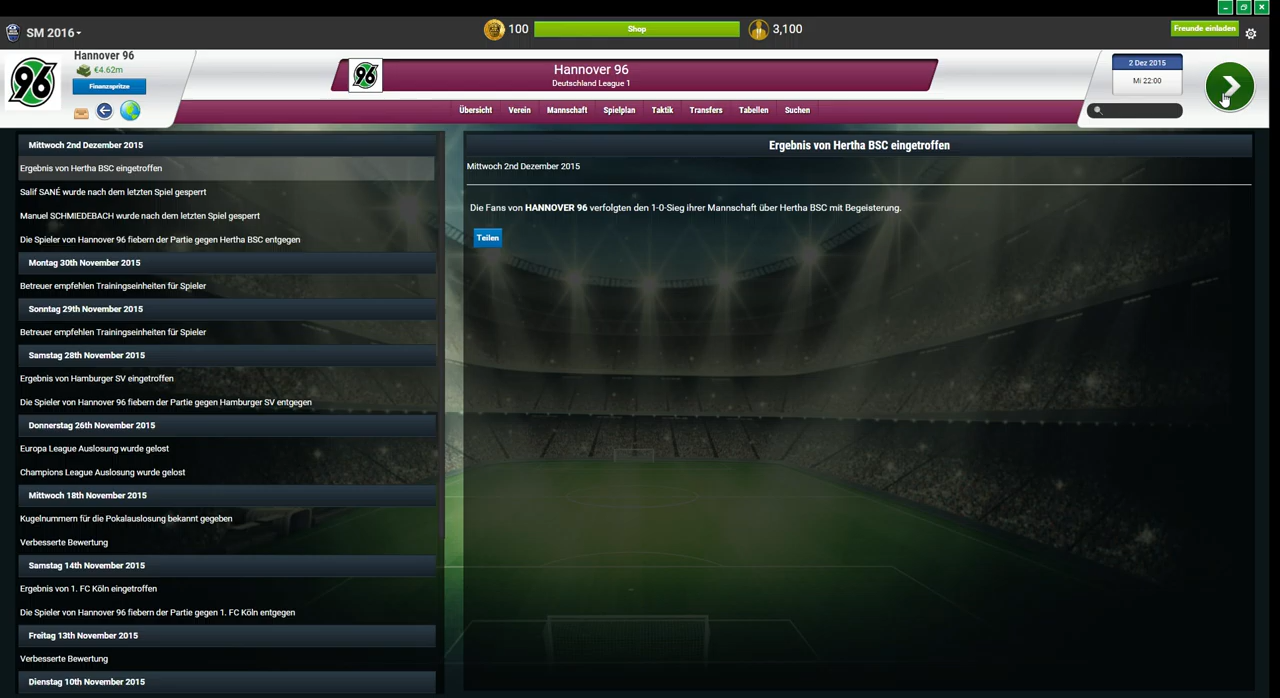 SM 2016
100
Shop
3,100
Freunde einladen
Hannover 96
€4.62m
Finanzspritze
96
96
Hannover 96
Deutschland League 1
2 Dez 2015
Mi 22:00
Übersicht Verein Mannschaft Spielplan Taktik Transfers Tabellen Suchen
Mittwoch 2nd Dezember 2015
Ergebnis von Hertha BSC eingetroffen
Salif SANÉ wurde nach dem letzten Spiel gesperrt
Manuel SCHMIEDEBACH wurde nach dem letzten Spiel gesperrt
Die Spieler von Hannover 96 fiebern der Partie gegen Hertha BSC entgegen
Montag 30th November 2015
Betreuer empfehlen Trainingseinheiten für Spieler
Sonntag 29th November 2015
Betreuer empfehlen Trainingseinheiten für Spieler
Samstag 28th November 2015
Ergebnis von Hamburger SV eingetroffen
Die Spieler von Hannover 96 fiebern der Partie gegen Hamburger SV entgegen
Donnerstag 26th November 2015
Europa League Auslosung wurde gelost
Champions League Auslosung wurde gelost
Mittwoch 18th November 2015
Kugelnummern für die Pokalauslosung bekannt gegeben
Verbesserte Bewertung
Samstag 14th November 2015
Ergebnis von 1. FC Köln eingetroffen
Die Spieler von Hannover 96 fiebern der Partie gegen 1. FC Köln entgegen
Freitag 13th November 2015
Verbesserte Bewertung
Dienstag 10th November 2015
Ergebnis von Hertha BSC eingetroffen
Mittwoch 2nd Dezember 2015
Die Fans von HANNOVER 96 verfolgten den 1-0-Sieg ihrer Mannschaft über Hertha BSC mit Begeisterung.
Teilen